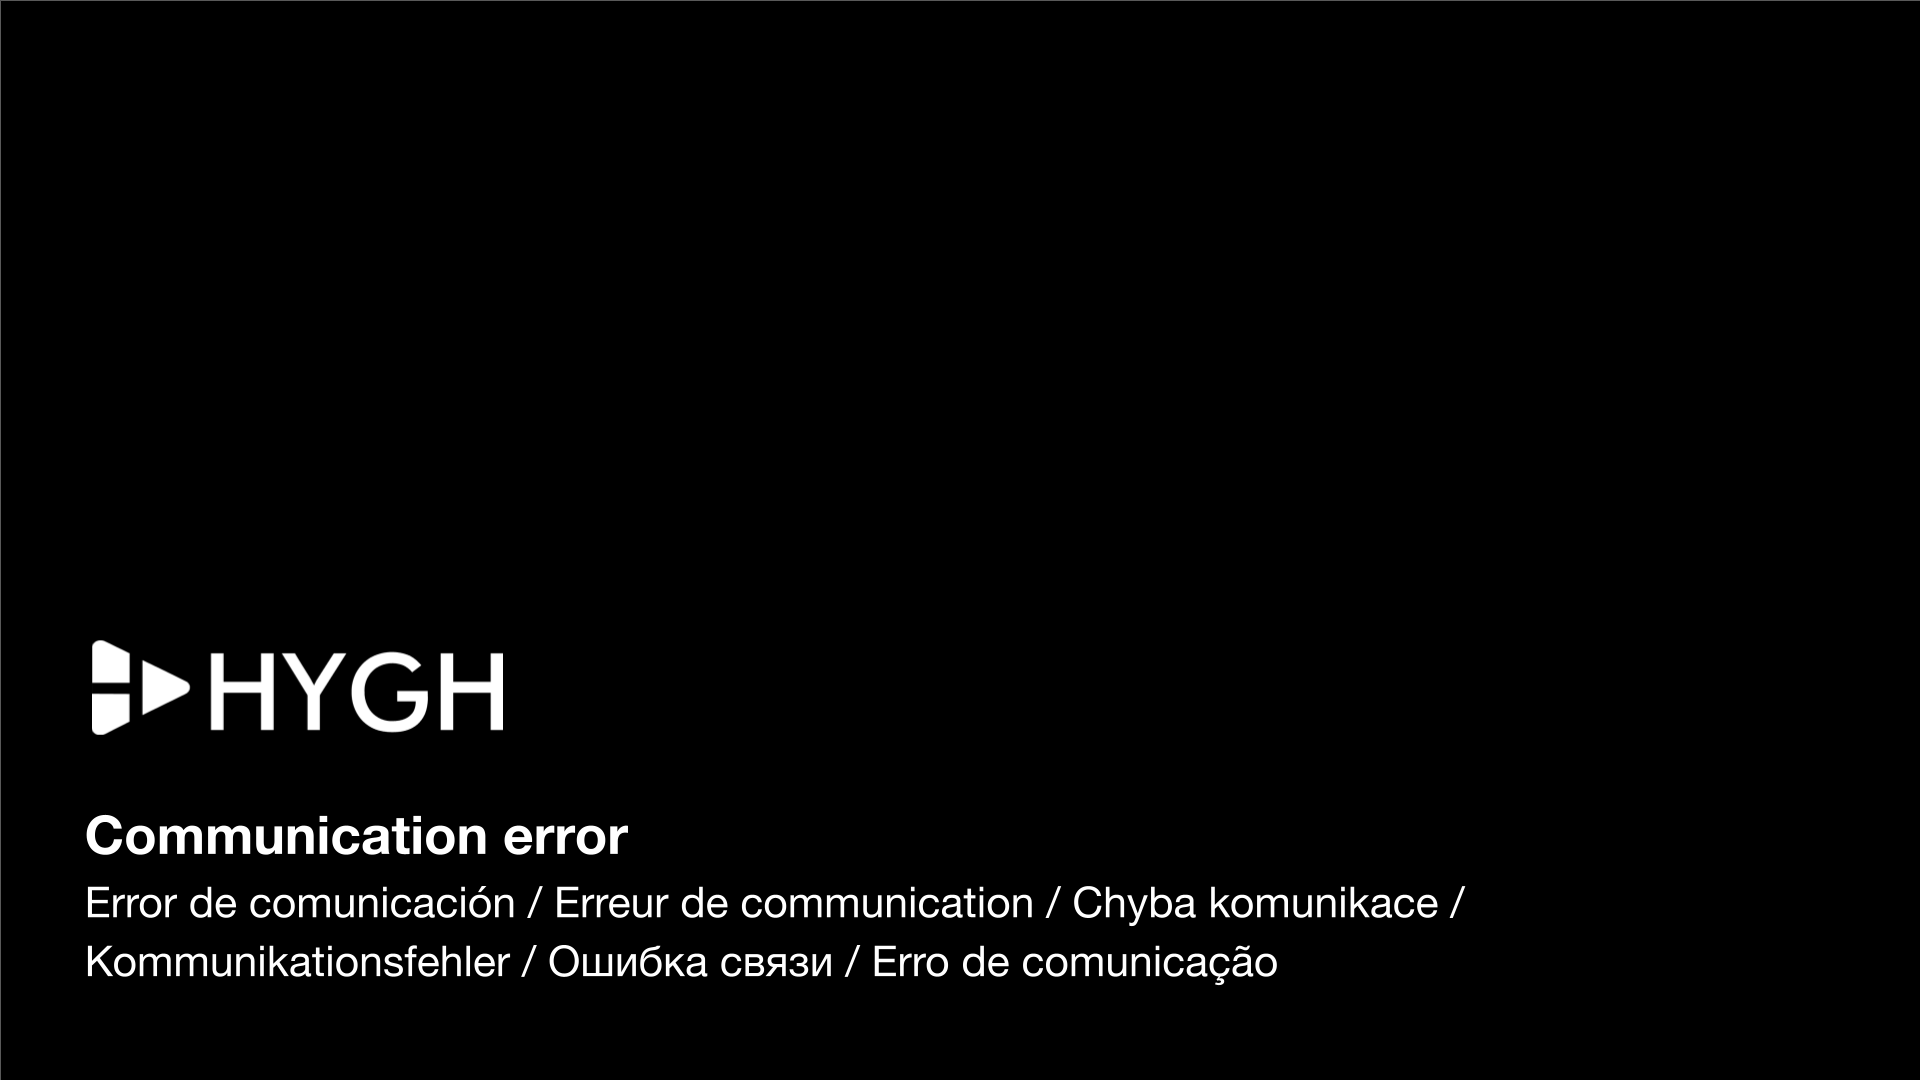 HYGH
Communication error
Error de comunicación / Erreur de communication / Chyba komunikace /
Kommunikationsfehler / Ошибка связи / Erro de comunicação